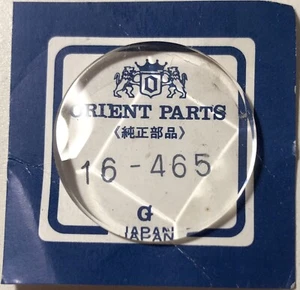 ORIENT PARTS
〈純正部品〉
16-465
G
JAPAN